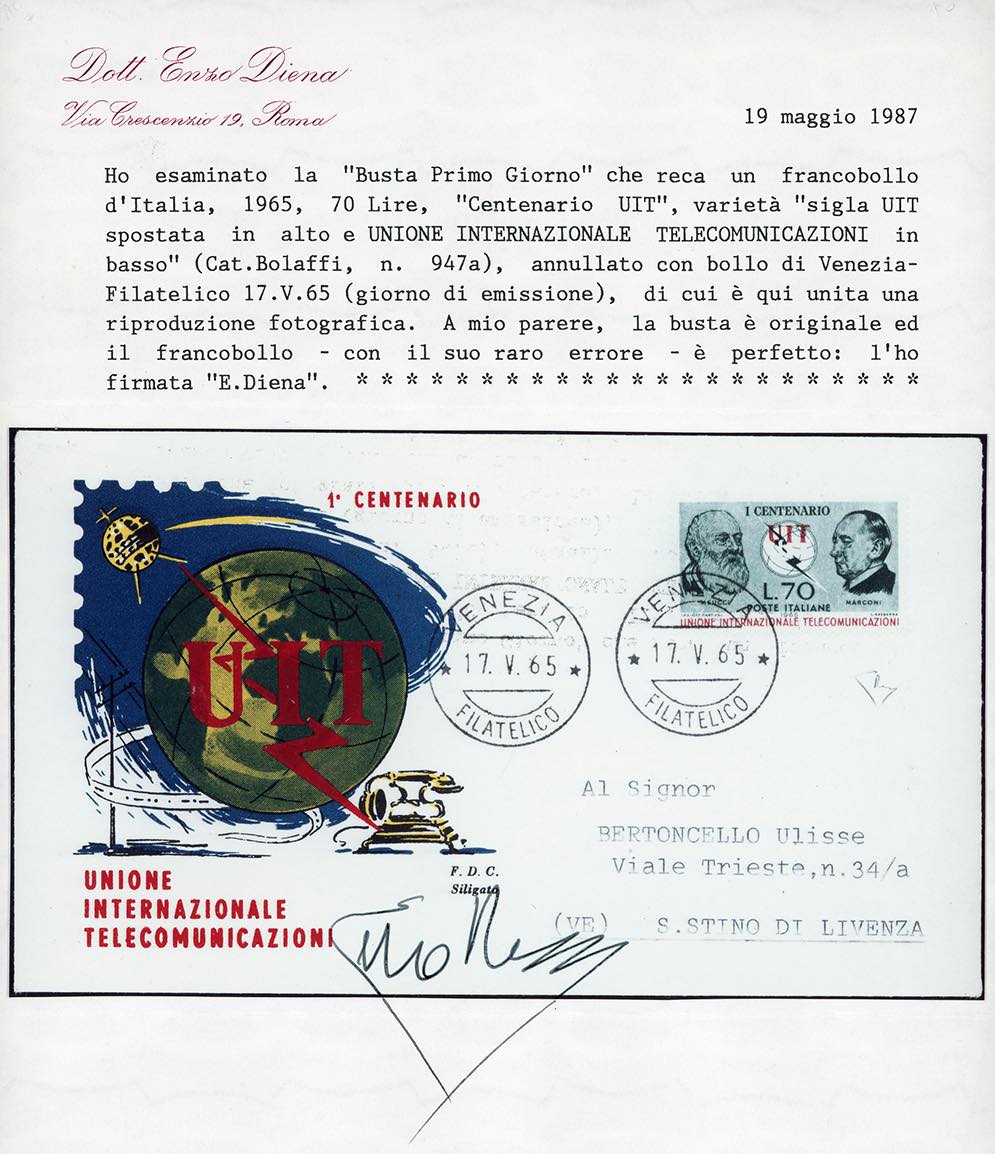 Dott. Enzo Diena
Via Crescenzio 19, Roma
19 maggio 1987
Ho esaminato la "Busta Primo Giorno" che reca un francobollo
d'Italia, 1965, 70 Lire, "Centenario UIT", varietà "sigla UIT
spostata in alto e UNIONE INTERNAZIONALE TELECOMUNICAZIONI in
basso" (Cat.Bolaffi, n. 947a), annullato con bollo di Venezia-
Filatelico 17.V.65 (giorno di emissione), di cui è qui unita una
riproduzione fotografica. A mio parere, la busta è originale ed
il francobollo - con il suo raro errore - è perfetto: l'ho
firmata "E.Diena". * * * * * * * * * * * * * * * * * * * * * * *
1° CENTENARIO
I CENTENARIO
UIT
L.70
MEUCCI
MARCONI
POSTE ITALIANE
1965
UNIONE INTERNAZIONALE TELECOMUNICAZIONI
UIT
VENEZIA
* 17. V. 65 *
FILATELICO
VENEZIA
* 17. V. 65 *
FILATELICO
Al Signor
BERTONCELLO Ulisse
Viale Trieste,n.34/a
(VE) S.STINO DI LIVENZA
F. D. C.
Siligato
UNIONE
INTERNAZIONALE
TELECOMUNICAZIONI